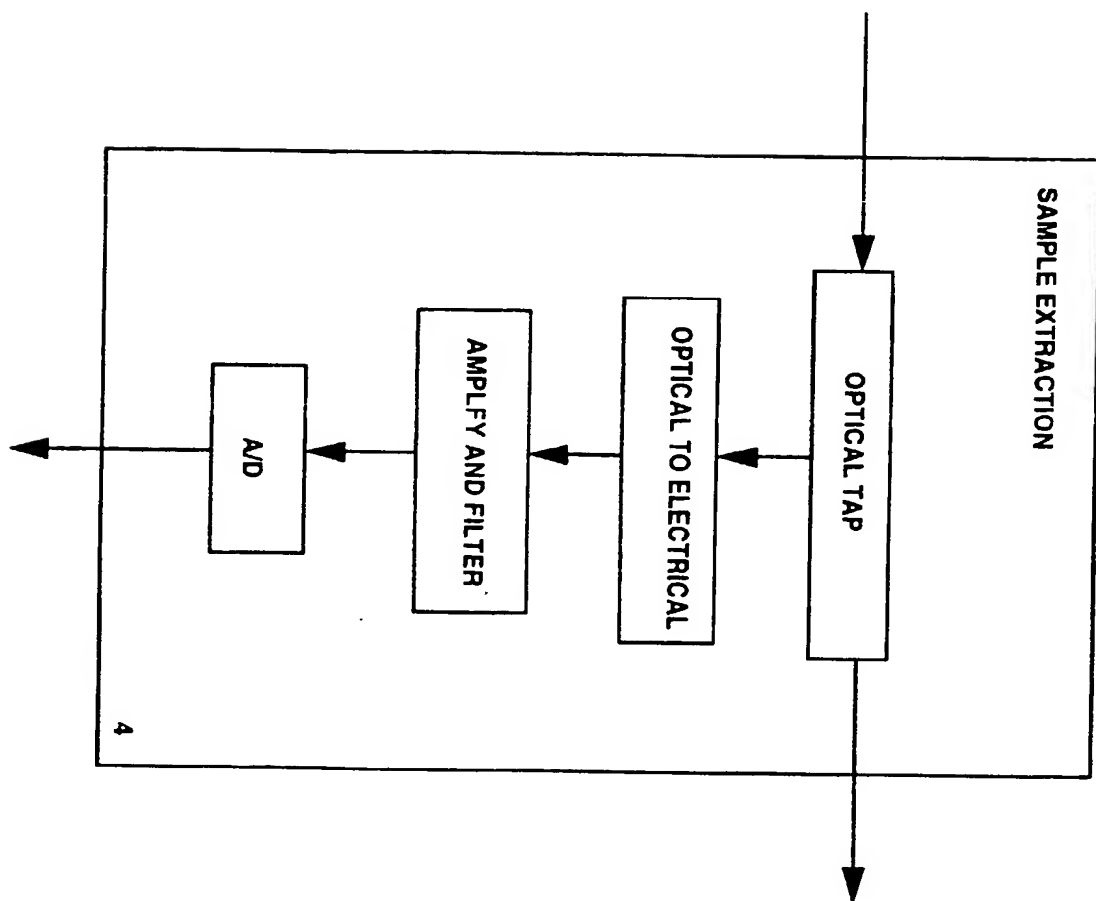 SAMPLE EXTRACTION
OPTICAL TAP
OPTICAL TO ELECTRICAL
AMPLFY AND FILTER
A/D
4